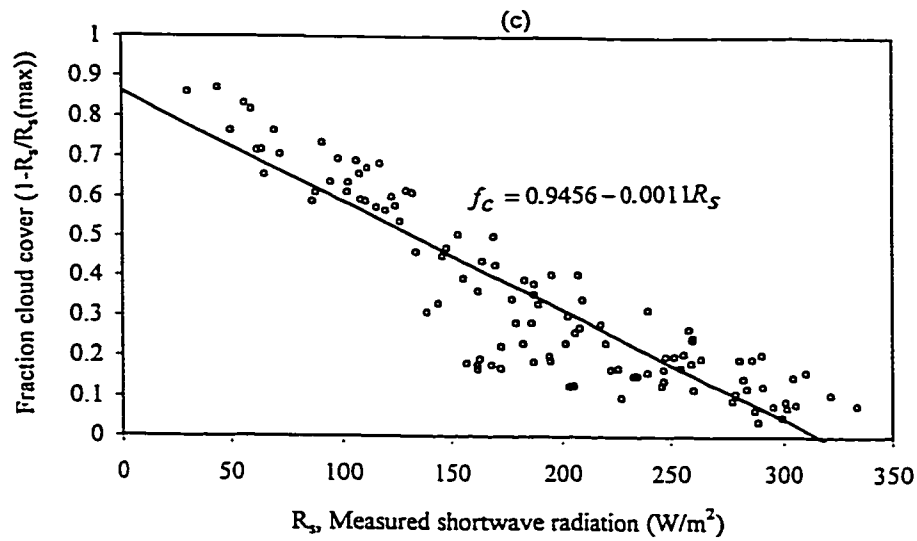 (c)
Fraction cloud cover (1-Rs/Rs(max))
1
0.9
0.8
0.7
0.6
0.5
0.4
0.3
0.2
0.1
0
fc = 0.9456 – 0.0011Rs
0 50 100 150 200 250 300 350
Rs, Measured shortwave radiation (W/m²)